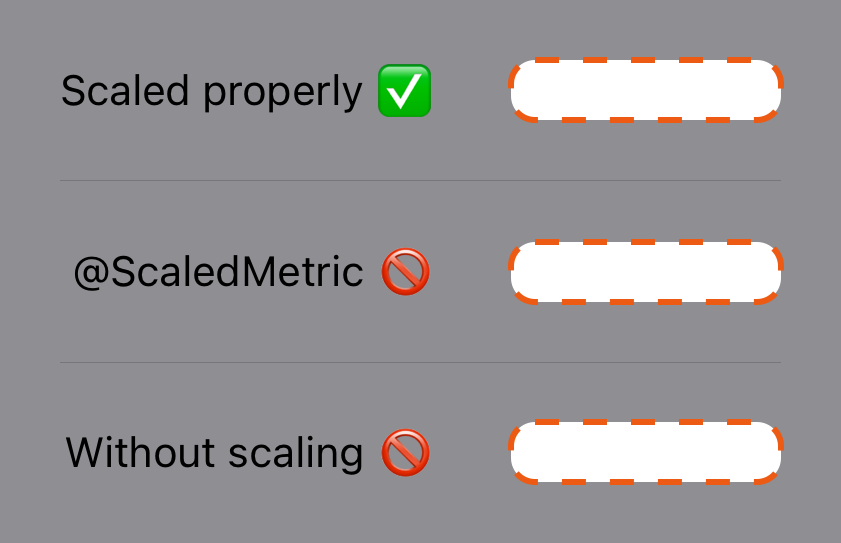 Scaled properly ✅
@ScaledMetric 🚫
Without scaling 🚫